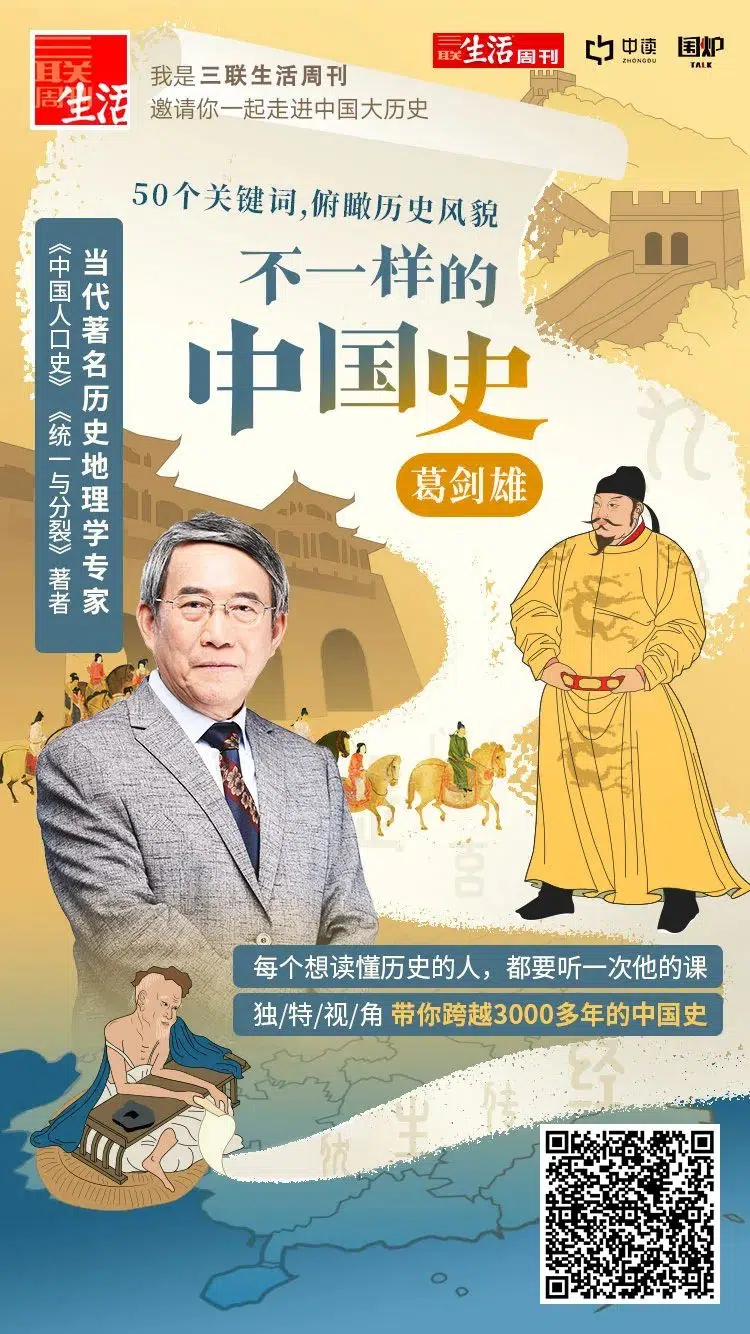 三联
生活
周刊
我是三联生活周刊
邀请你一起走进中国大历史
三联生活周刊
中读
ZHONGDU
国炉
TALK
50个关键词,俯瞰历史风貌
不一样的
中国史
葛剑雄
当代著名历史地理学专家
《中国人口史》《统一与分裂》著者
九
宫
每个想读懂历史的人，都要听一次他的课
独/特/视/角 带你跨越3000多年的中国史
经
生